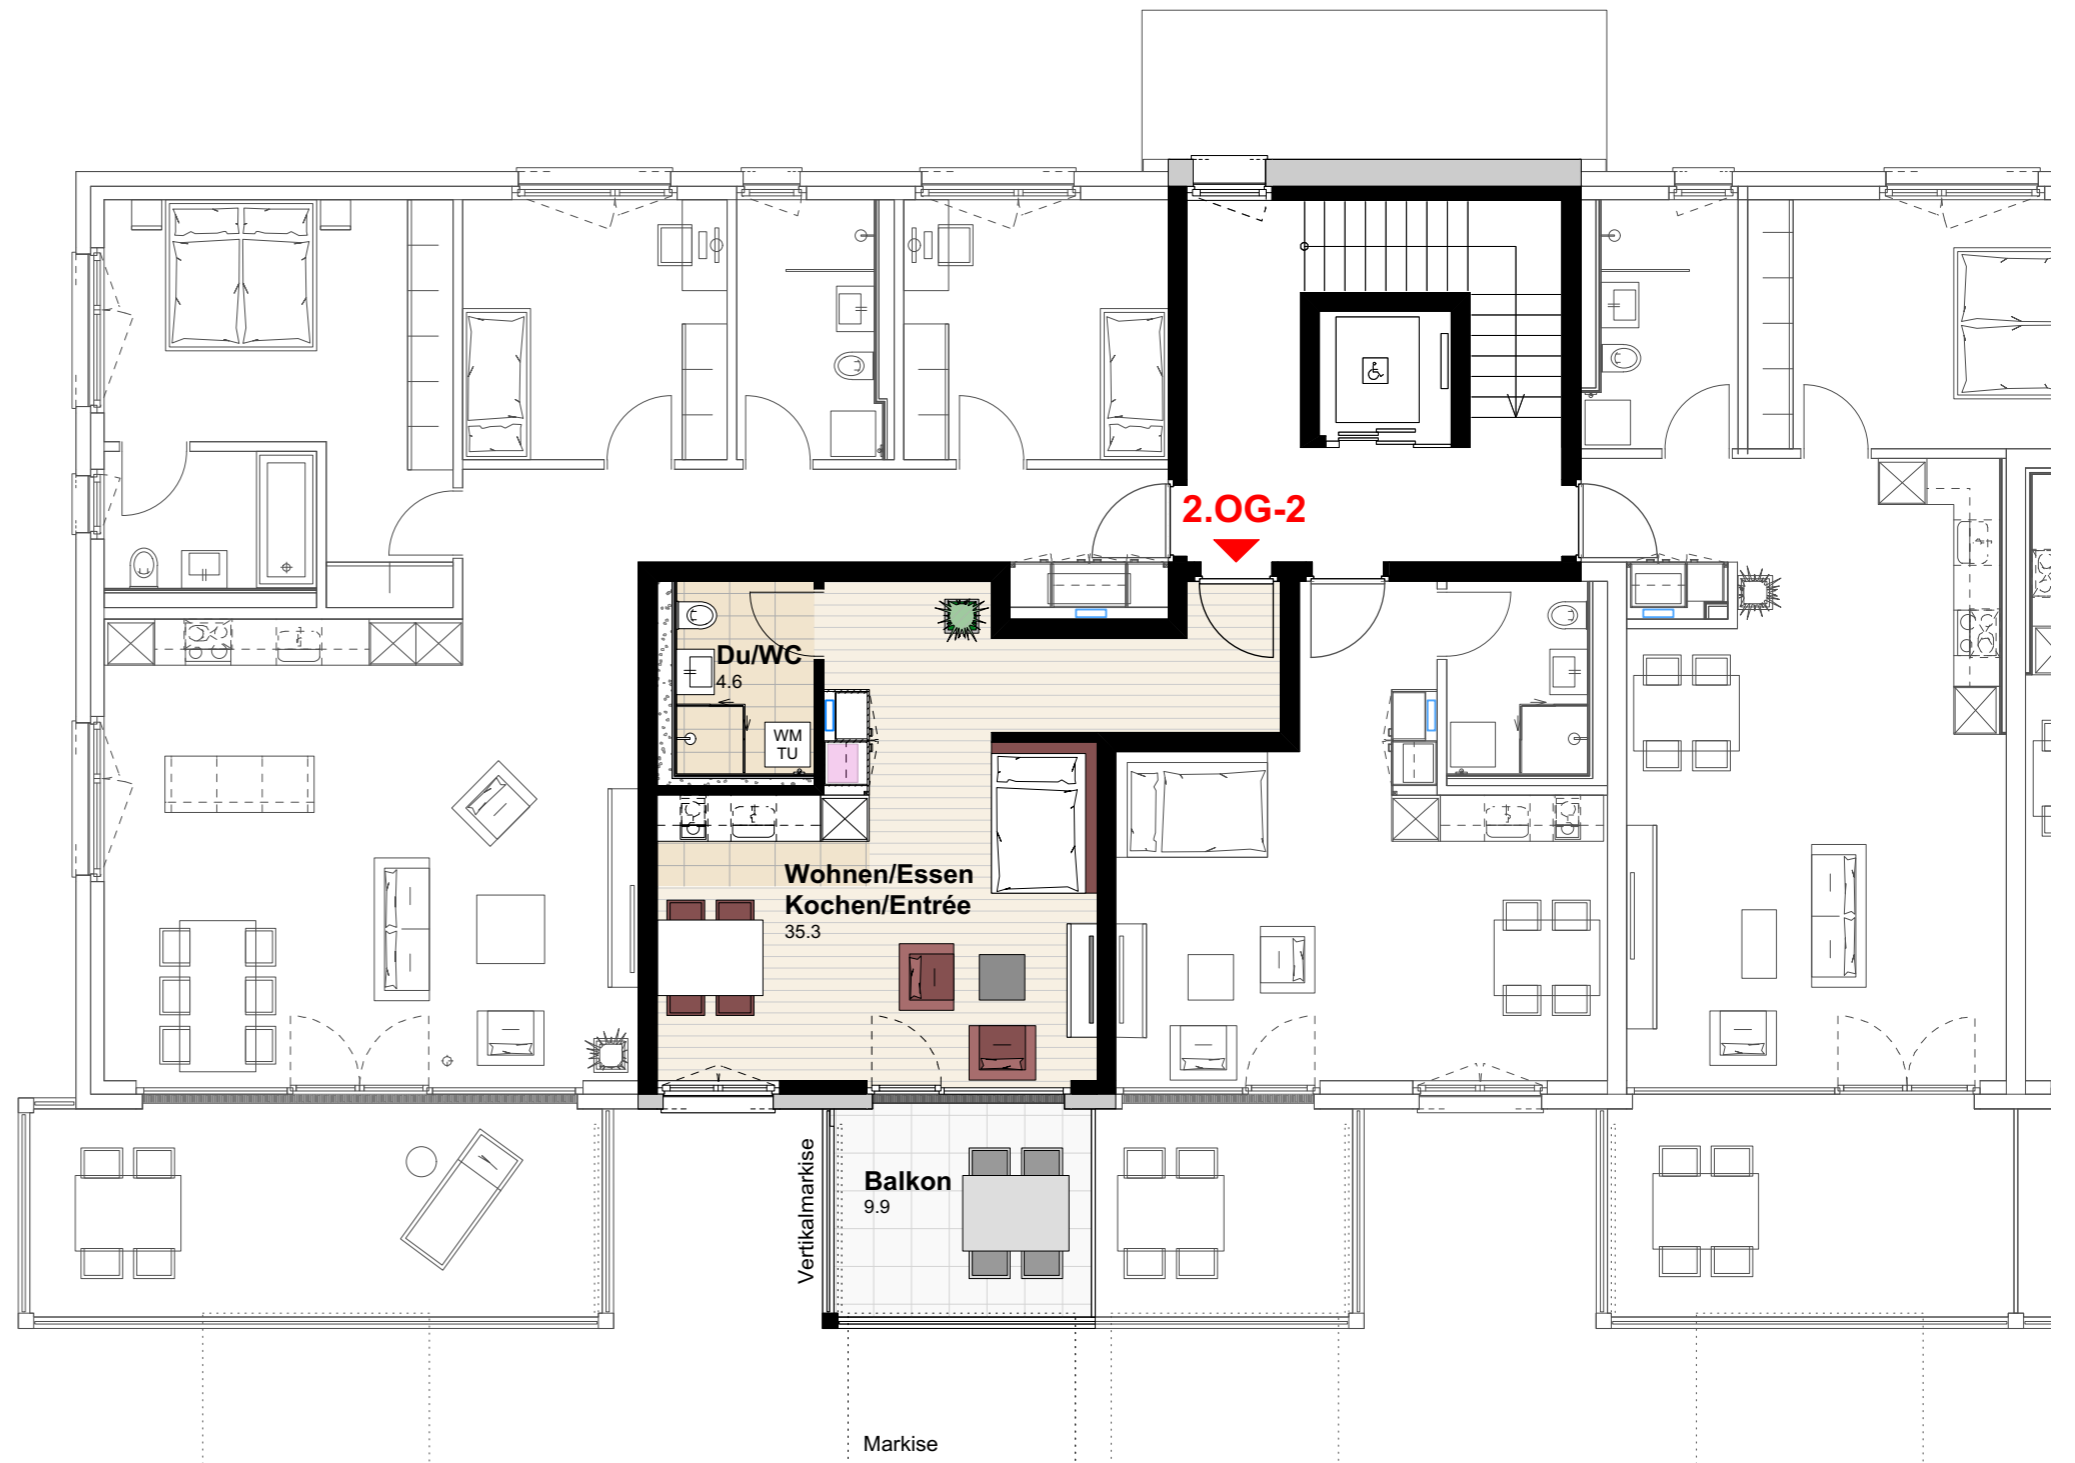 2.OG-2
Du/WC
4.6
WM
TU
Wohnen/Essen
Kochen/Entrée
35.3
Balkon
9.9
Vertikalmarkise
Markise